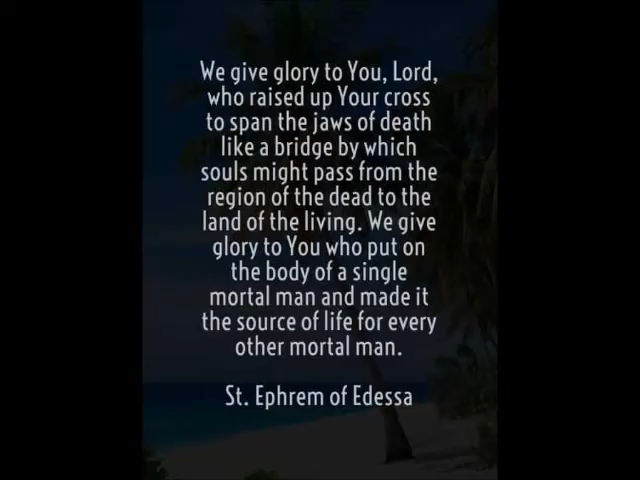 We give glory to You, Lord,
who raised up Your cross
to span the jaws of death
like a bridge by which
souls might pass from the
region of the dead to the
land of the living. We give
glory to You who put on
the body of a single
mortal man and made it
the source of life for every
other mortal man.
St. Ephrem of Edessa